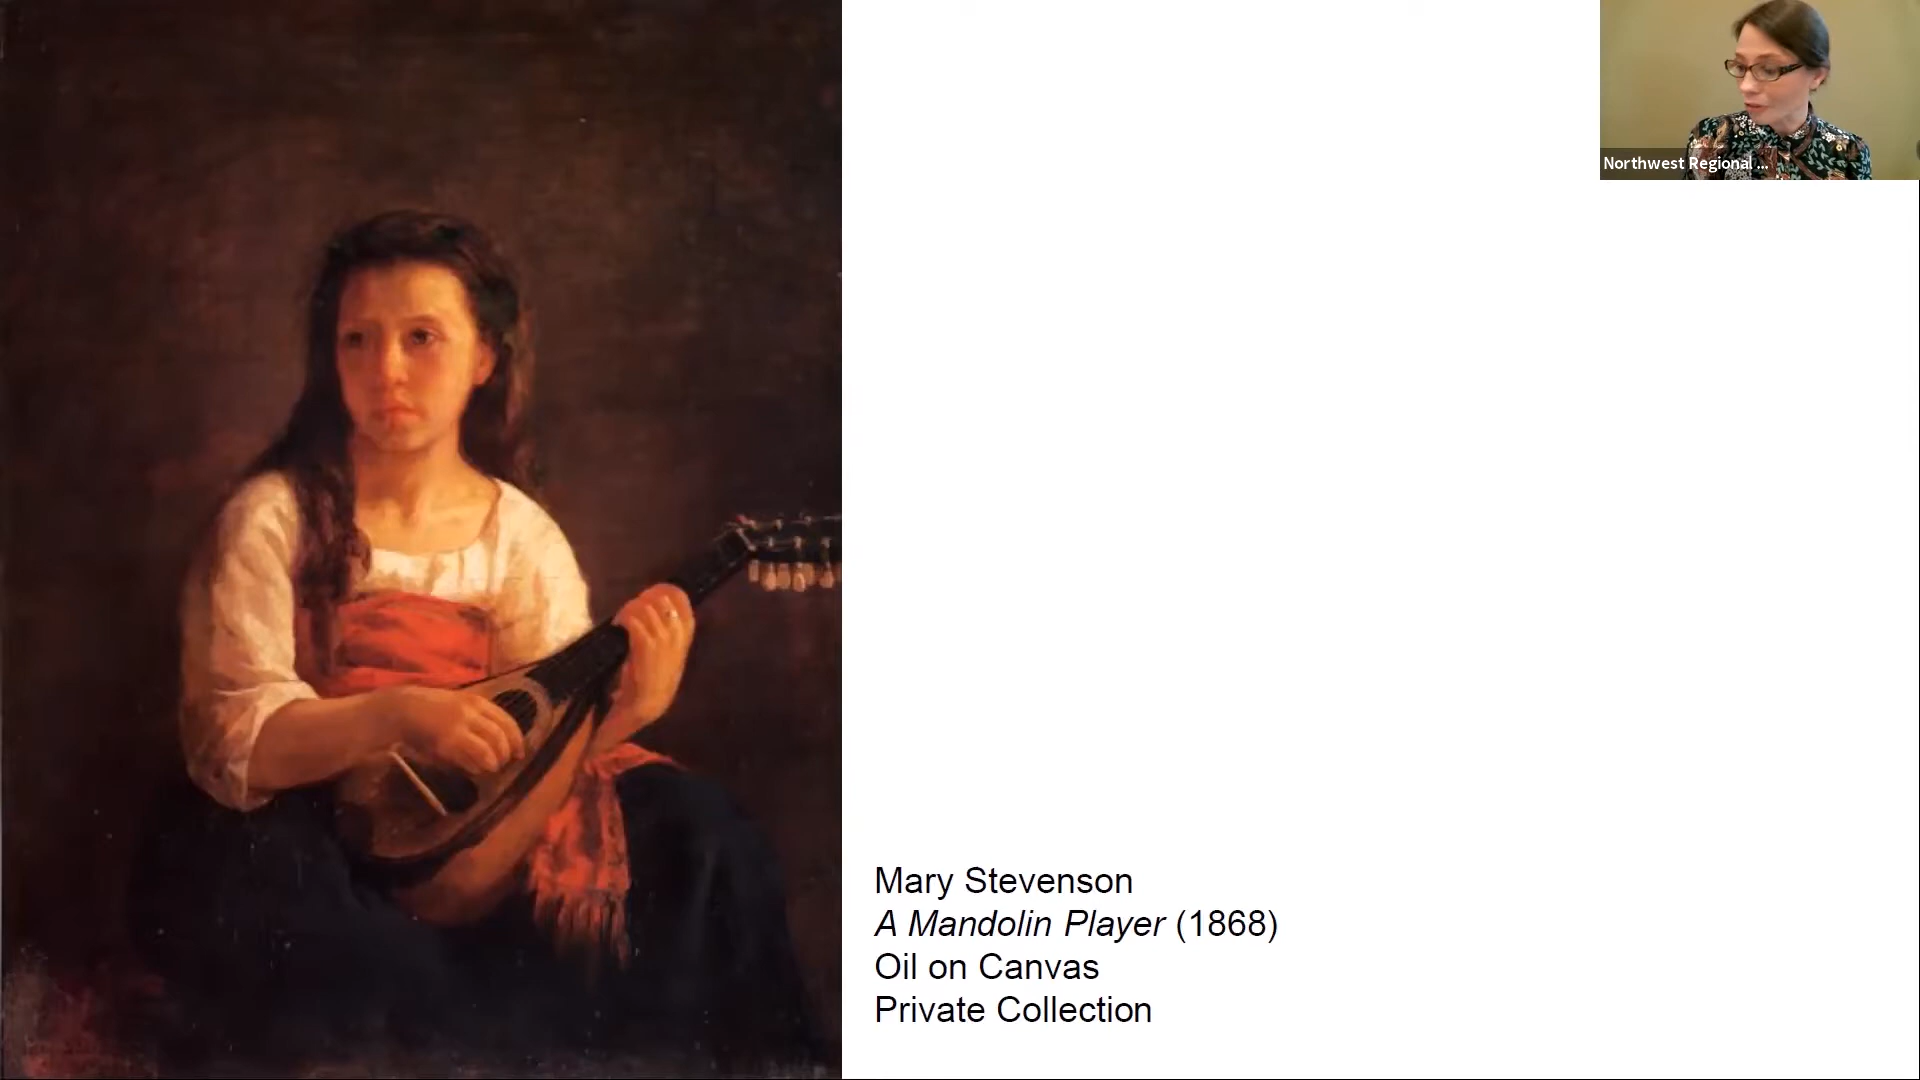 Northwest Regional ...
Mary Stevenson
A Mandolin Player (1868)
Oil on Canvas
Private Collection